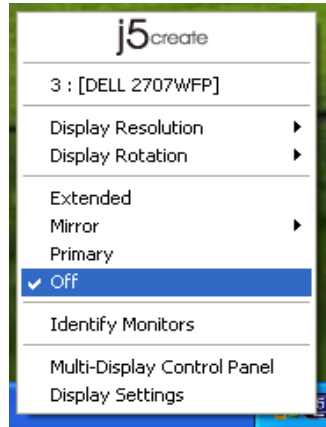 j5create
3 : [DELL 2707WFP]
Display Resolution
Display Rotation
Extended
Mirror
Primary
Off
Identify Monitors
Multi-Display Control Panel
Display Settings